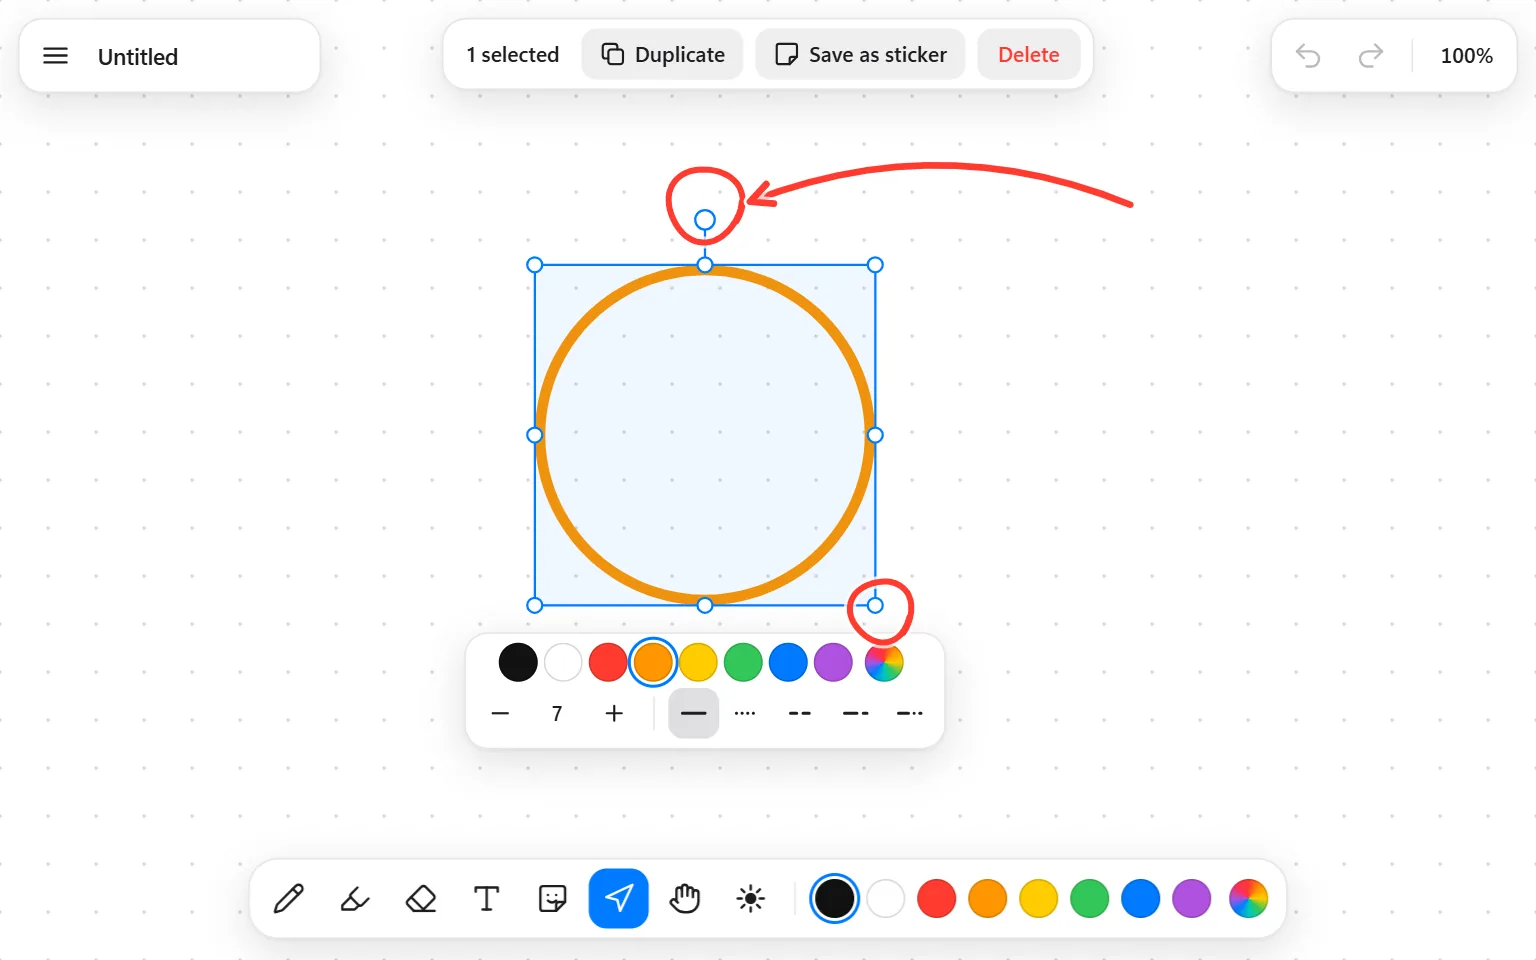 Untitled
1 selected
Duplicate
Save as sticker
Delete
100%
7